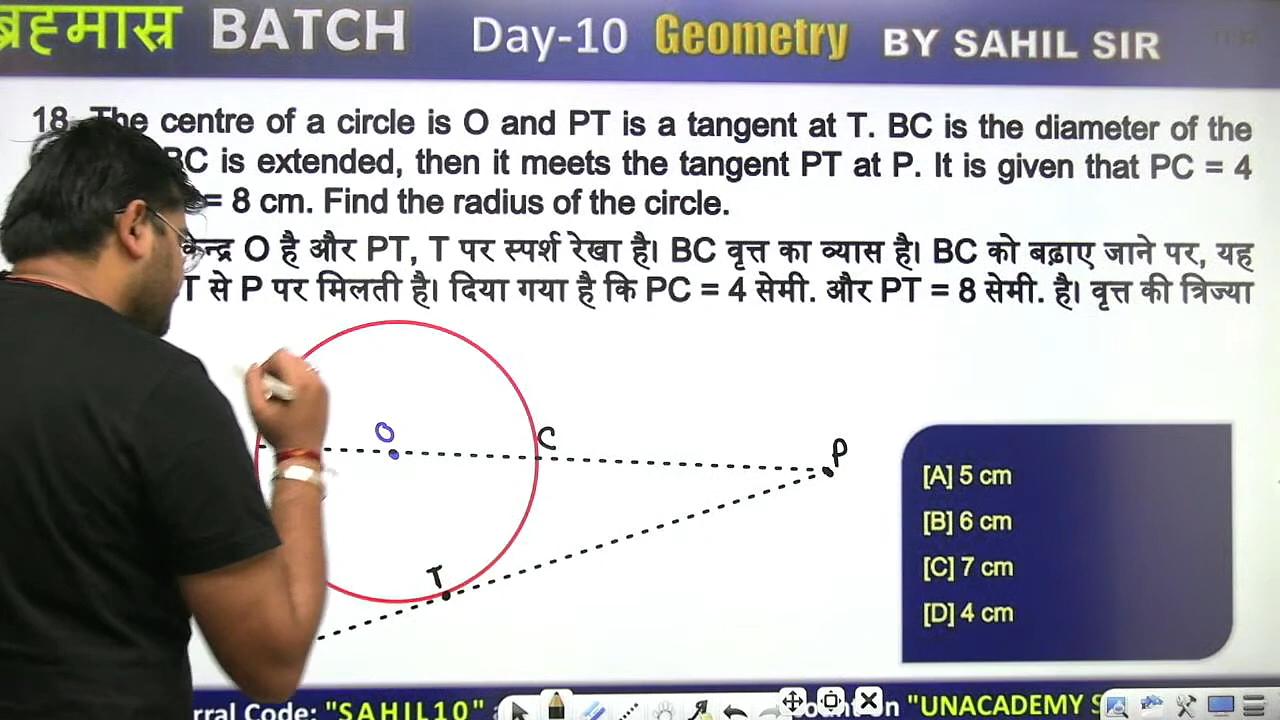 ब्रह्मास्र BATCH Day-10 Geometry BY SAHIL SIR
18. The centre of a circle is O and PT is a tangent at T. BC is the diameter of the
BC is extended, then it meets the tangent PT at P. It is given that PC = 4
= 8 cm. Find the radius of the circle.
केन्द्र O है और PT, T पर स्पर्श रेखा है। BC वृत्त का व्यास है। BC को बढ़ाए जाने पर, यह
T से P पर मिलती है। दिया गया है कि PC = 4 सेमी. और PT = 8 सेमी. है। वृत्त की त्रिज्या
O
C
P
T
[A] 5 cm
[B] 6 cm
[C] 7 cm
[D] 4 cm
rral Code: "SAHIL10"
on "UNACADEMY S